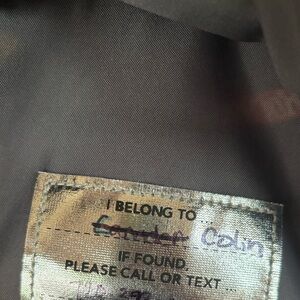 I BELONG TO ...
Colin
IF FOUND,
PLEASE CALL OR TEXT ...